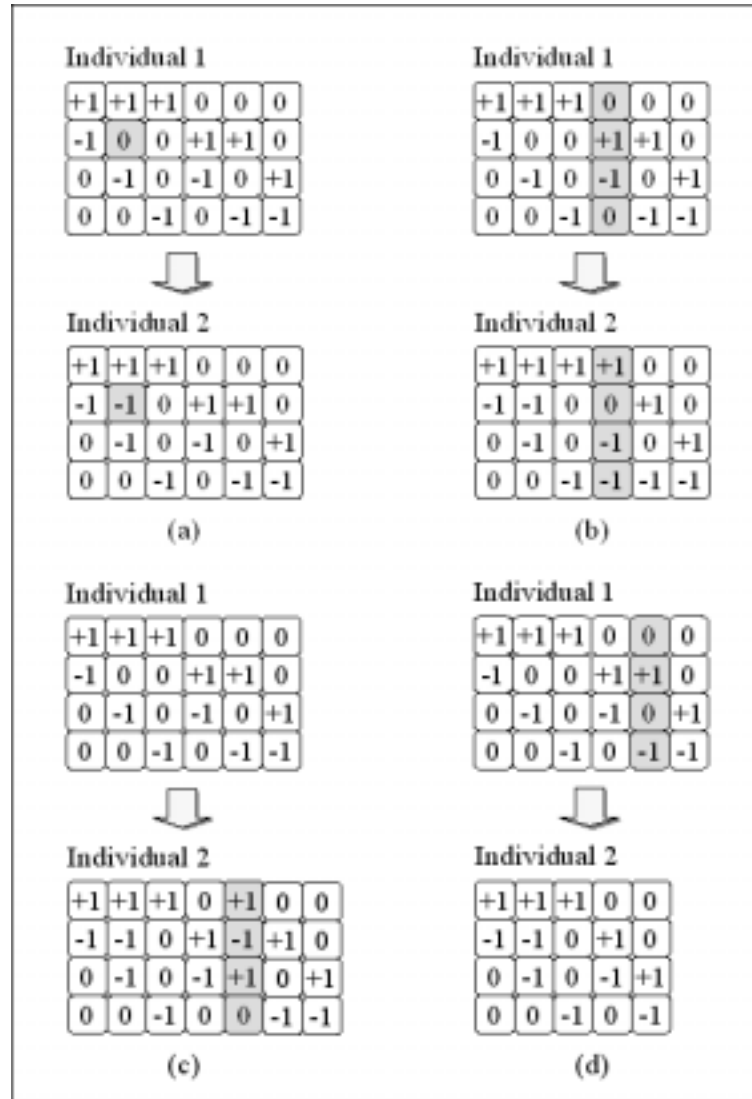 Individual 1
+1 +1 +1 0 0 0
-1 0 0 +1 +1 0
0 -1 0 -1 0 +1
0 0 -1 0 -1 -1
Individual 2
+1 +1 +1 0 0 0
-1 -1 0 +1 +1 0
0 -1 0 -1 0 +1
0 0 -1 0 -1 -1
(a)
Individual 1
+1 +1 +1 0 0 0
-1 0 0 +1 +1 0
0 -1 0 -1 0 +1
0 0 -1 0 -1 -1
Individual 2
+1 +1 +1 +1 0 0
-1 -1 0 0 +1 0
0 -1 0 -1 0 +1
0 0 -1 -1 -1 -1
(b)
Individual 1
+1 +1 +1 0 0 0
-1 0 0 +1 +1 0
0 -1 0 -1 0 +1
0 0 -1 0 -1 -1
Individual 2
+1 +1 +1 0 +1 0 0
-1 -1 0 +1 -1 +1 0
0 -1 0 -1 +1 0 +1
0 0 -1 0 0 -1 -1
(c)
Individual 1
+1 +1 +1 0 0 0
-1 0 0 +1 +1 0
0 -1 0 -1 0 +1
0 0 -1 0 -1 -1
Individual 2
+1 +1 +1 0 0
-1 -1 0 +1 0
0 -1 0 -1 +1
0 0 -1 0 -1
(d)